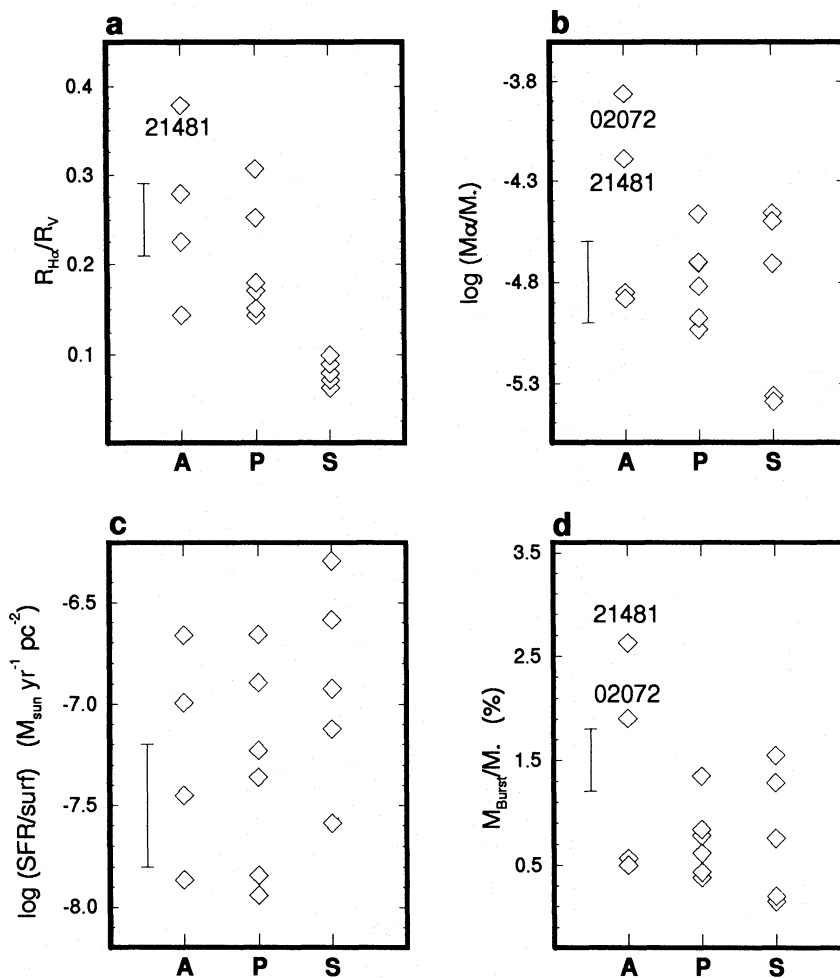 a
0.4
0.3
0.2
0.1
R_Hα/R_V
21481
A P S
b
-3.8
-4.3
-4.8
-5.3
log (Mα/M*)
02072
21481
A P S
c
-6.5
-7.0
-7.5
-8.0
log (SFR/surf) (M_sun yr^-1 pc^-2)
A P S
d
3.5
2.5
1.5
0.5
M_Burst/M* (%)
21481
02072
A P S